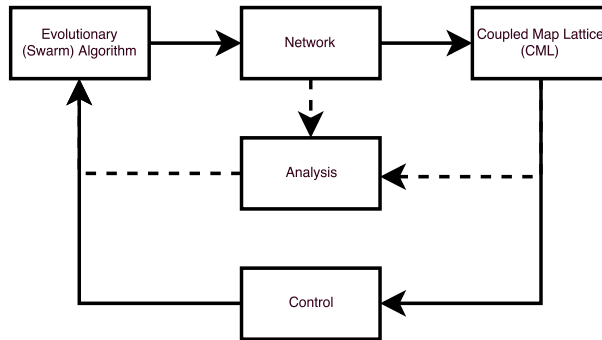 Evolutionary
(Swarm) Algorithm
Network
Coupled Map Lattice
(CML)
Analysis
Control